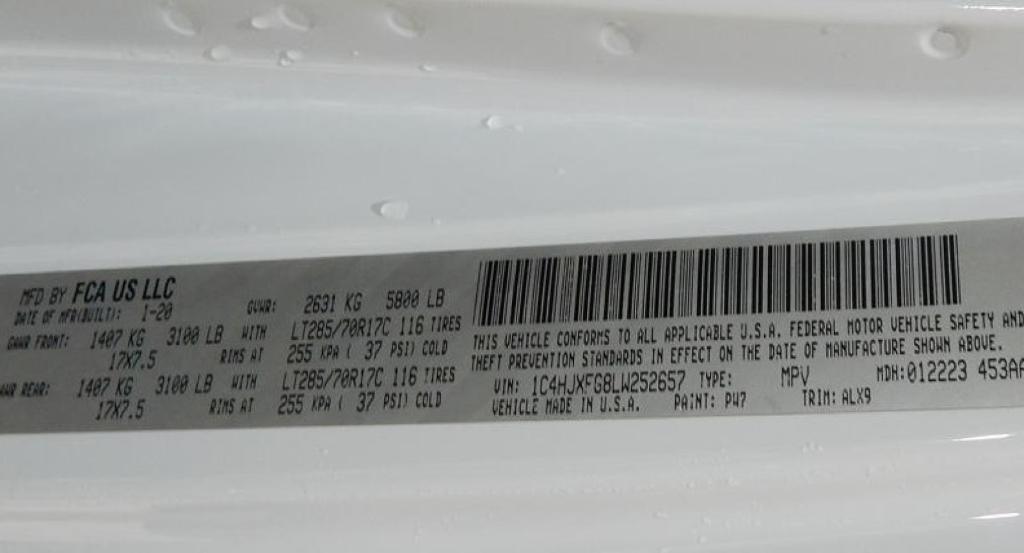 MFD BY FCA US LLC
DATE OF MFR(BUILT): 1-20 GVWR: 2631 KG 5800 LB
GAWR FRONT: 1407 KG 3100 LB WITH LT285/70R17C 116 TIRES
17X7.5 RIMS AT 255 KPA ( 37 PSI) COLD
AWR REAR: 1407 KG 3100 LB WITH LT285/70R17C 116 TIRES
17X7.5 RIMS AT 255 KPA ( 37 PSI) COLD
THIS VEHICLE CONFORMS TO ALL APPLICABLE U.S.A. FEDERAL MOTOR VEHICLE SAFETY AND
THEFT PREVENTION STANDARDS IN EFFECT ON THE DATE OF MANUFACTURE SHOWN ABOVE.
VIN: 1C4HJXFG8LW252657 TYPE: MPV MDH: 012223 453AA
VEHICLE MADE IN U.S.A. PAINT: PW7 TRIM: ALX9